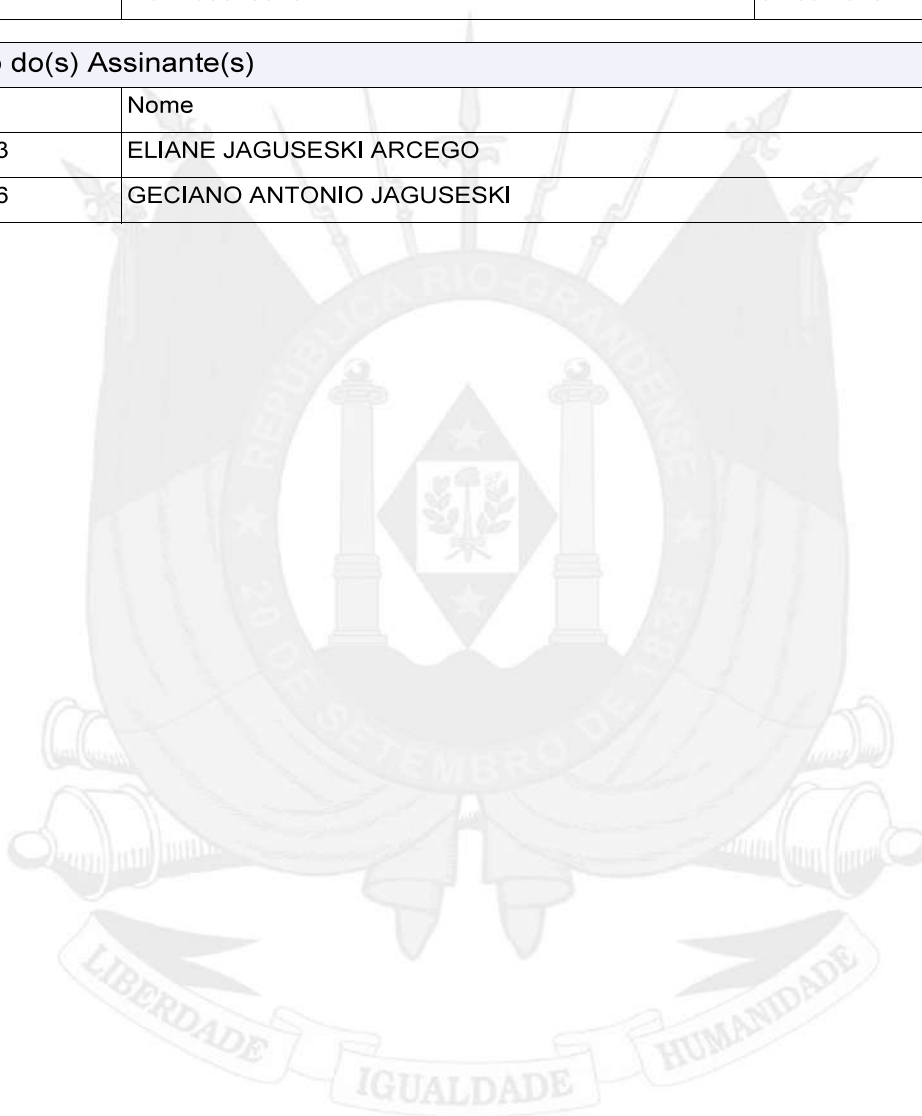 do(s) Assinante(s)
Nome
3 ELIANE JAGUSESKI ARCEGO
6 GECIANO ANTONIO JAGUSESKI
REPUBLICA RIO-GRANDENSE
20 DE SETEMBRO DE 1835
LIBERDADE IGUALDADE HUMANIDADE